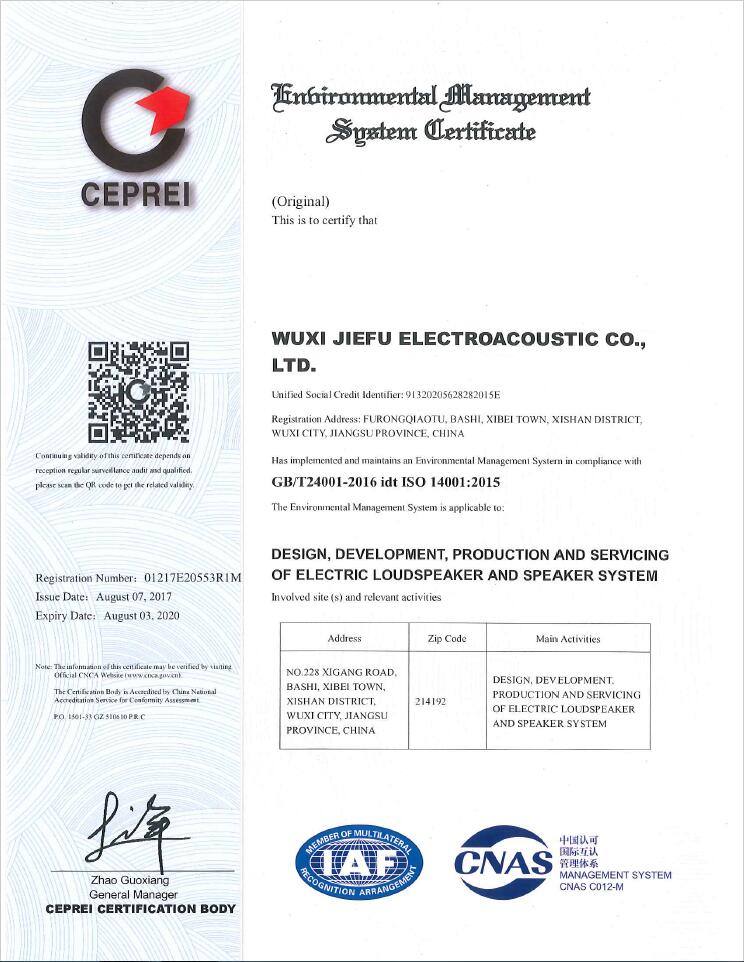 CEPREI
Environmental Management
System Certificate
(Original)
This is to certify that
WUXI JIEFU ELECTROACOUSTIC CO.,
LTD.
Unified Social Credit Identifier: 91320205628282015E
Registration Address: FURONGQIAOTU, BASHI, XIBEI TOWN, XISHAN DISTRICT,
WUXI CITY, JIANGSU PROVINCE, CHINA
Has implemented and maintains an Environmental Management System in compliance with
GB/T24001-2016 idt ISO 14001:2015
The Environmental Management System is applicable to:
DESIGN, DEVELOPMENT, PRODUCTION AND SERVICING
OF ELECTRIC LOUDSPEAKER AND SPEAKER SYSTEM
Involved site (s) and relevant activities
Address Zip Code Main Activities
NO.228 XIGANG ROAD,
BASHI, XIBEI TOWN,
XISHAN DISTRICT,
WUXI CITY, JIANGSU
PROVINCE, CHINA
214192
DESIGN, DEVELOPMENT,
PRODUCTION AND SERVICING
OF ELECTRIC LOUDSPEAKER
AND SPEAKER SYSTEM
Continuing validity of this certificate depends on
reception regular surveillance audit and qualified.
please scan the QR code to get the related validity.
Registration Number: 01217E20553R1M
Issue Date: August 07, 2017
Expiry Date: August 03, 2020
Note: The information of this certificate may be verified by visiting
Official CNCA Website (www.cnca.gov.cn).
The Certification Body is Accredited by China National
Accreditation Service for Conformity Assessment.
P.O. 1501-33 GZ 510610 P.R.C
Zhao Guoxiang
General Manager
CEPREI CERTIFICATION BODY
MEMBER OF MULTILATERAL
IAF
RECOGNITION ARRANGEMENT
CNAS
中国认可
国际互认
管理体系
MANAGEMENT SYSTEM
CNAS C012-M